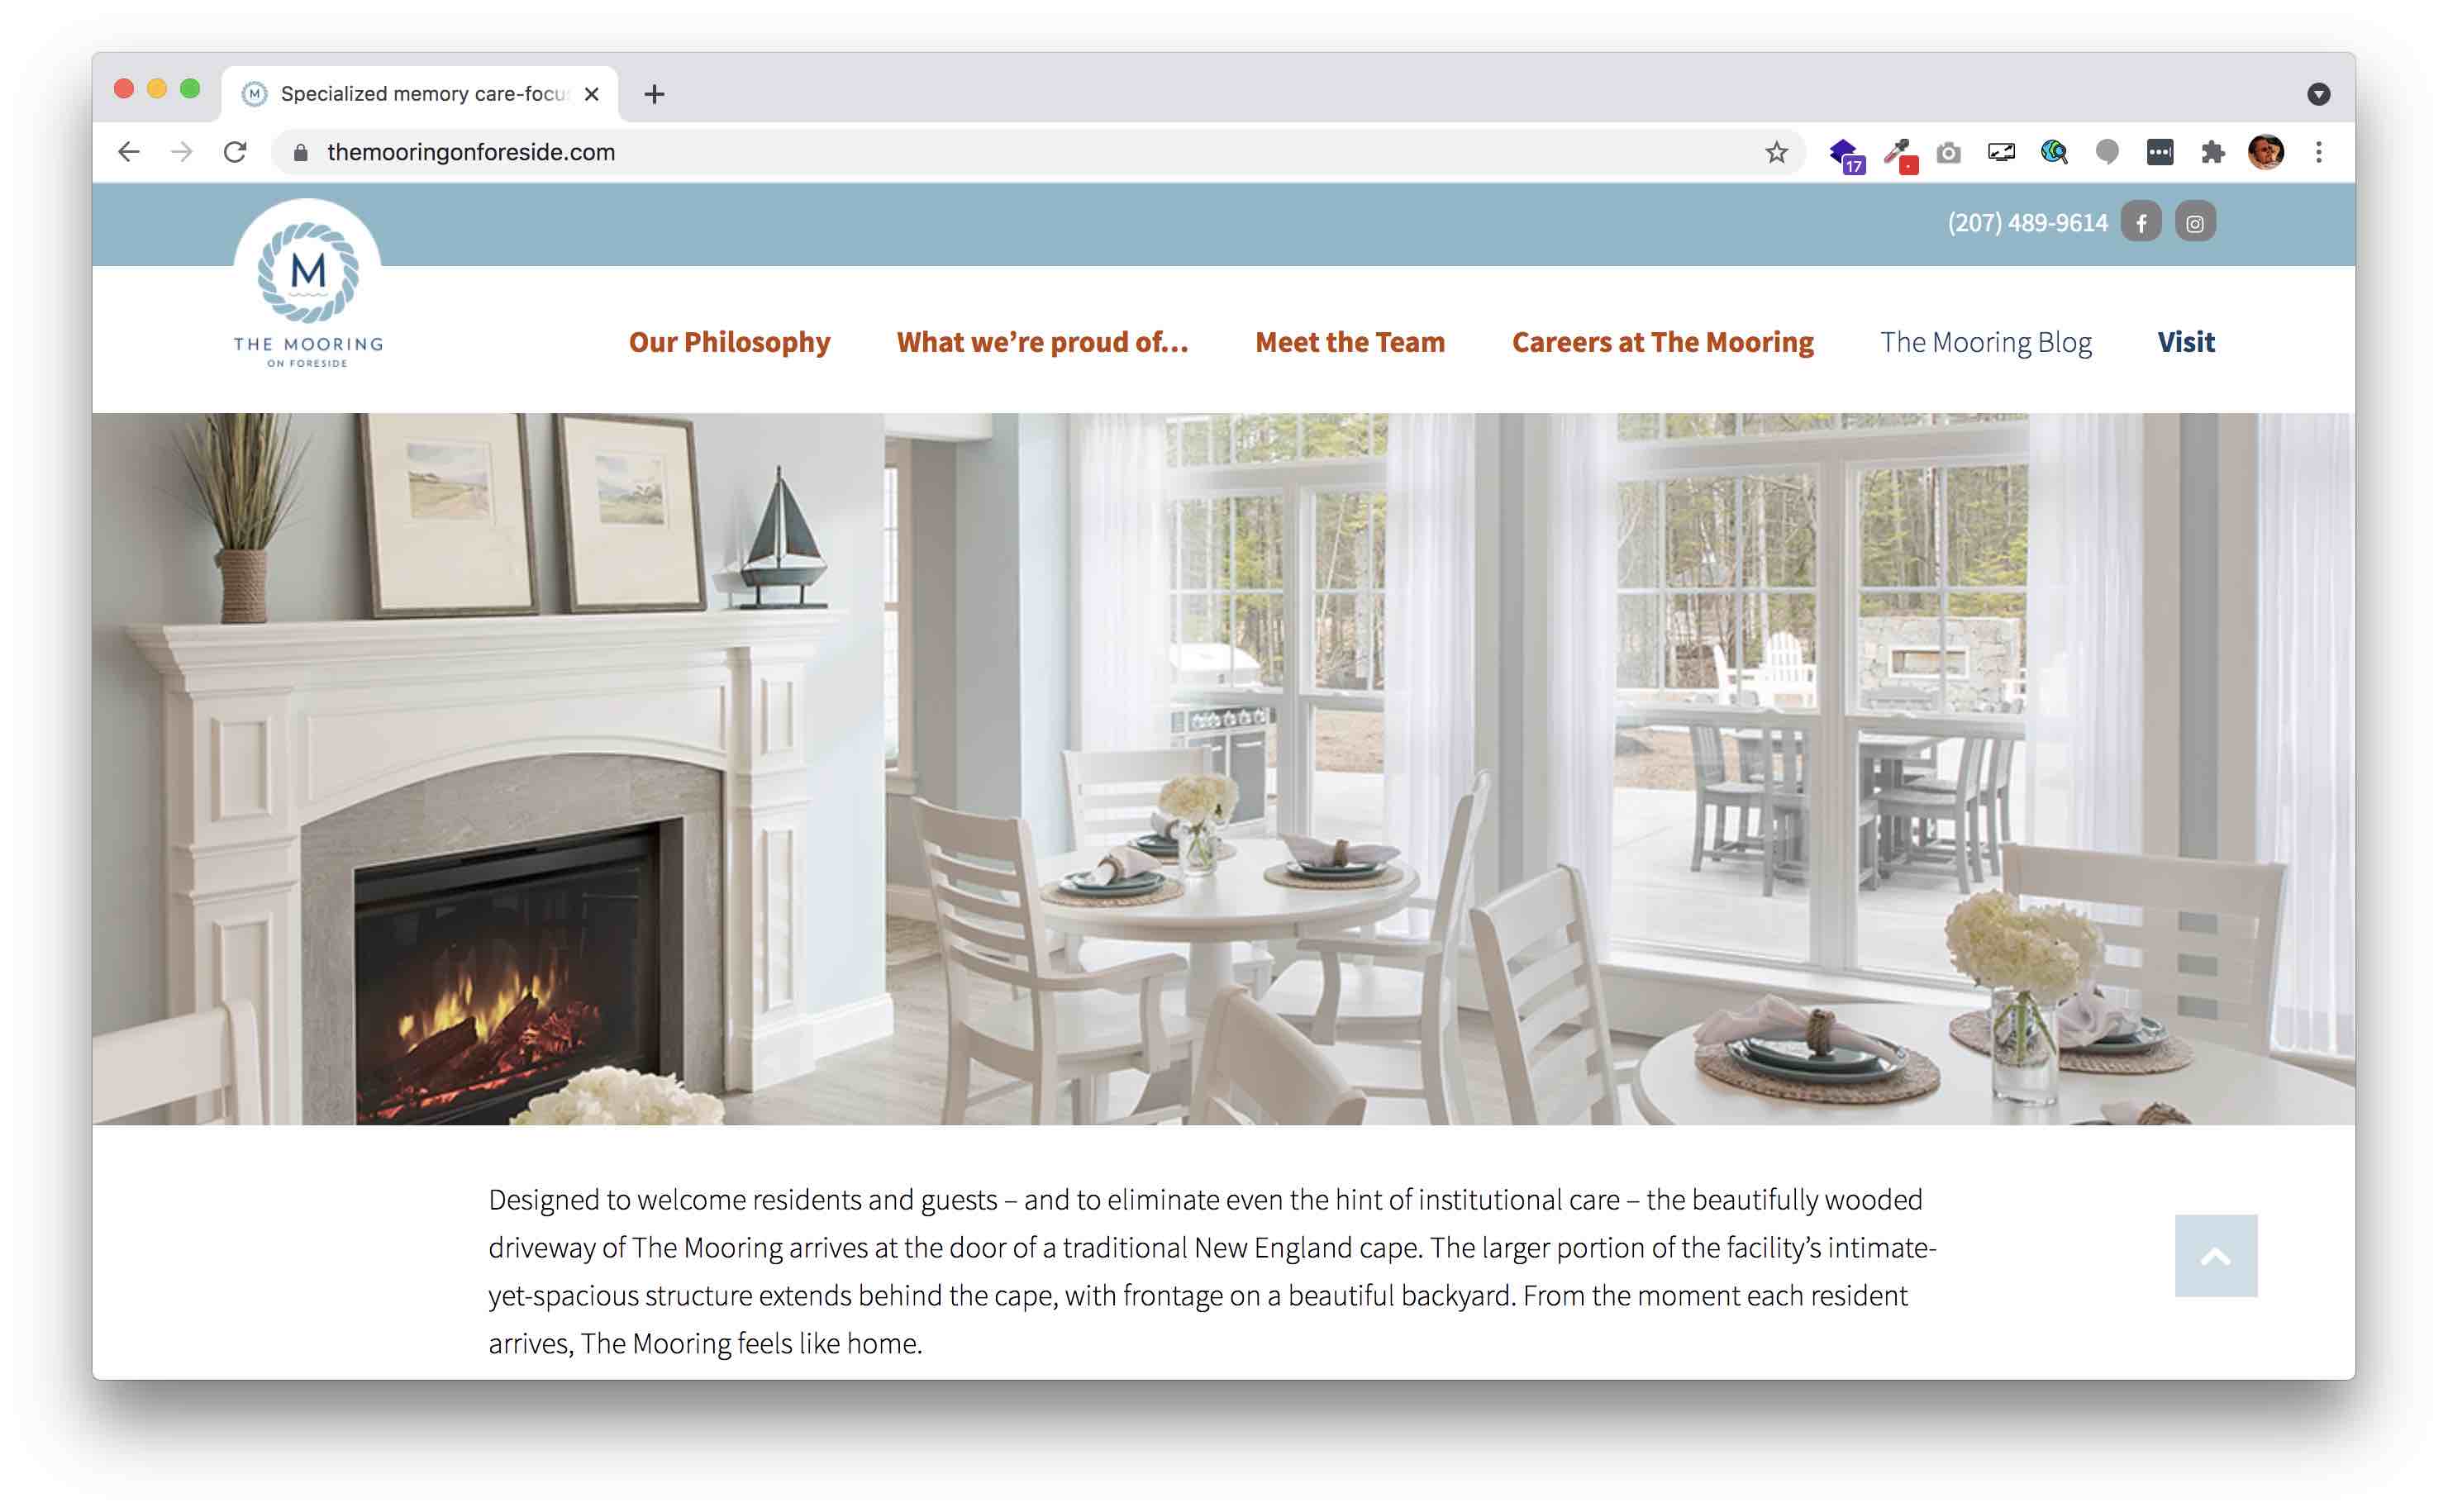 Specialized memory care-focu
themooringonforeside.com
17
(207) 489-9614
M
THE MOORING
ON FORESIDE
Our Philosophy
What we’re proud of…
Meet the Team
Careers at The Mooring
The Mooring Blog
Visit
Designed to welcome residents and guests – and to eliminate even the hint of institutional care – the beautifully wooded
driveway of The Mooring arrives at the door of a traditional New England cape. The larger portion of the facility’s intimate-
yet-spacious structure extends behind the cape, with frontage on a beautiful backyard. From the moment each resident
arrives, The Mooring feels like home.